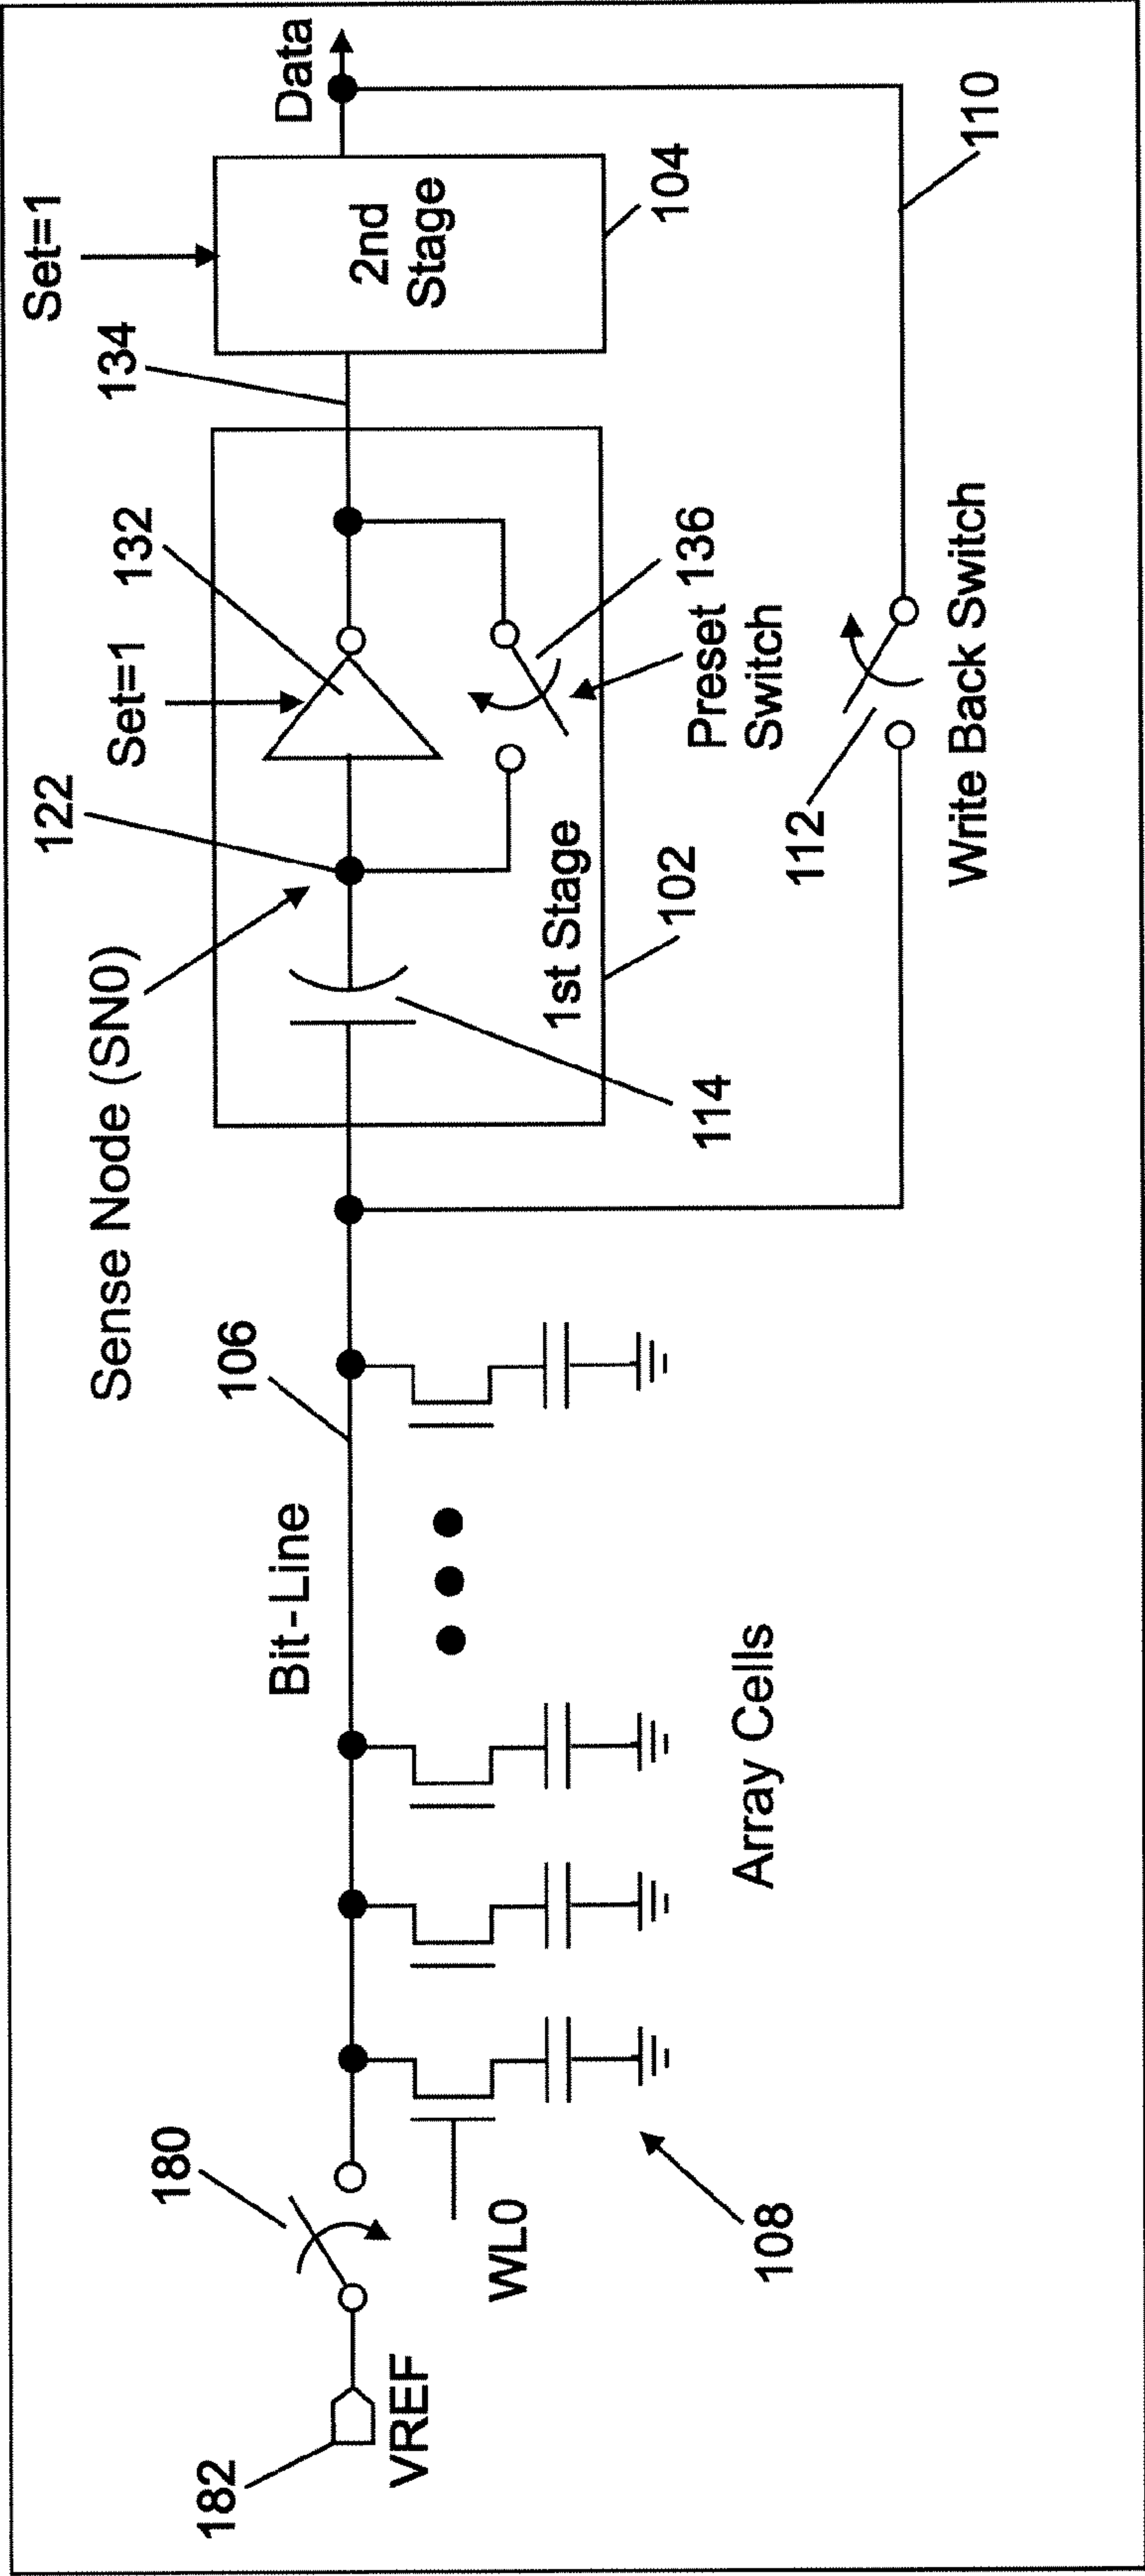 Set=1
Data
134
2nd
Stage
104
110
Set=1
132
122
Sense Node (SN0)
136
Preset
Switch
1st Stage
102
114
112
Write Back Switch
106
Bit-Line
Array Cells
180
WL0
108
182
VREF